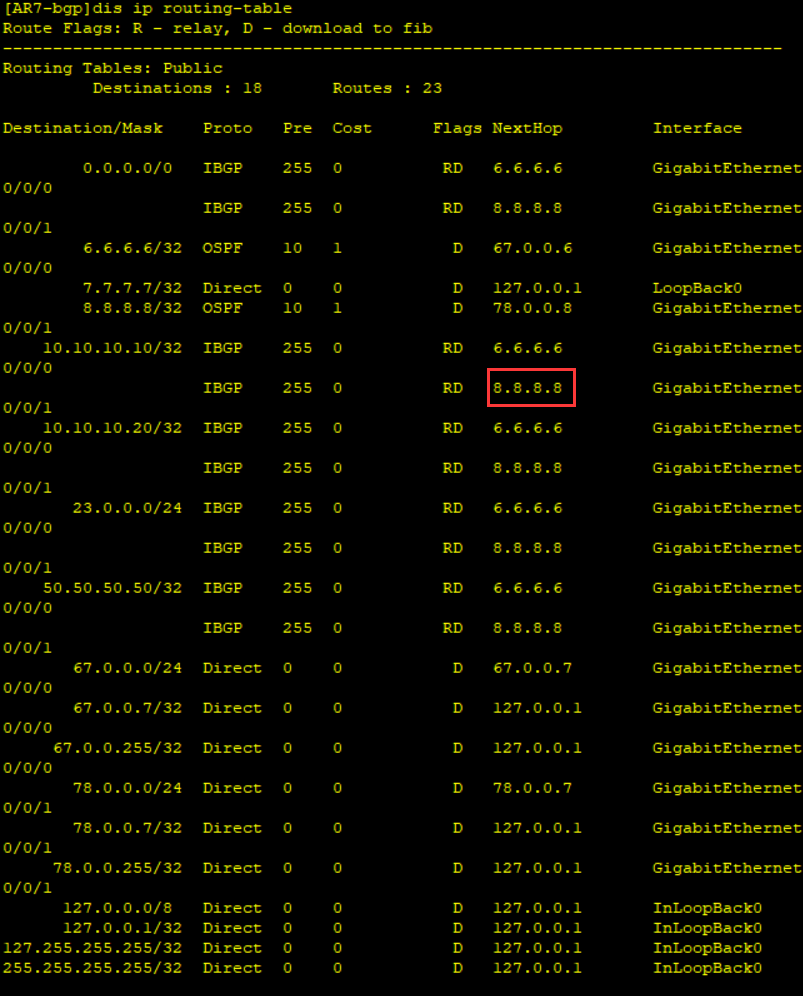 [AR7-bgp]dis ip routing-table
Route Flags: R - relay, D - download to fib
------------------------------------------------------------------------------
Routing Tables: Public
         Destinations : 18       Routes : 23

Destination/Mask    Proto   Pre  Cost      Flags NextHop         Interface

        0.0.0.0/0   IBGP    255  0          RD   6.6.6.6         GigabitEthernet
0/0/0
                    IBGP    255  0          RD   8.8.8.8         GigabitEthernet
0/0/1
        6.6.6.6/32  OSPF    10   1           D   67.0.0.6        GigabitEthernet
0/0/0
        7.7.7.7/32  Direct  0    0           D   127.0.0.1       LoopBack0
        8.8.8.8/32  OSPF    10   1           D   78.0.0.8        GigabitEthernet
0/0/1
    10.10.10.10/32  IBGP    255  0          RD   6.6.6.6         GigabitEthernet
0/0/0
                    IBGP    255  0          RD   8.8.8.8         GigabitEthernet
0/0/1
    10.10.10.20/32  IBGP    255  0          RD   6.6.6.6         GigabitEthernet
0/0/0
                    IBGP    255  0          RD   8.8.8.8         GigabitEthernet
0/0/1
       23.0.0.0/24  IBGP    255  0          RD   6.6.6.6         GigabitEthernet
0/0/0
                    IBGP    255  0          RD   8.8.8.8         GigabitEthernet
0/0/1
    50.50.50.50/32  IBGP    255  0          RD   6.6.6.6         GigabitEthernet
0/0/0
                    IBGP    255  0          RD   8.8.8.8         GigabitEthernet
0/0/1
       67.0.0.0/24  Direct  0    0           D   67.0.0.7        GigabitEthernet
0/0/0
       67.0.0.7/32  Direct  0    0           D   127.0.0.1       GigabitEthernet
0/0/0
     67.0.0.255/32  Direct  0    0           D   127.0.0.1       GigabitEthernet
0/0/0
       78.0.0.0/24  Direct  0    0           D   78.0.0.7        GigabitEthernet
0/0/1
       78.0.0.7/32  Direct  0    0           D   127.0.0.1       GigabitEthernet
0/0/1
     78.0.0.255/32  Direct  0    0           D   127.0.0.1       GigabitEthernet
0/0/1
      127.0.0.0/8   Direct  0    0           D   127.0.0.1       InLoopBack0
      127.0.0.1/32  Direct  0    0           D   127.0.0.1       InLoopBack0
127.255.255.255/32  Direct  0    0           D   127.0.0.1       InLoopBack0
255.255.255.255/32  Direct  0    0           D   127.0.0.1       InLoopBack0